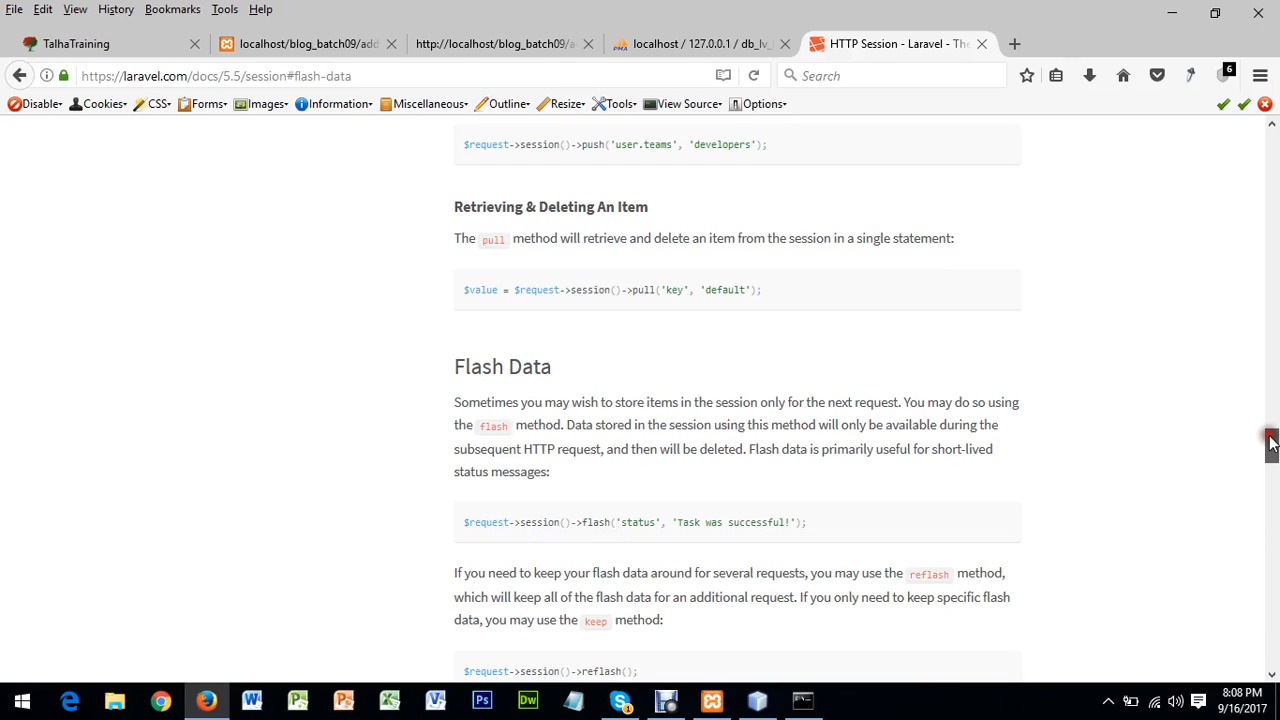 File Edit View History Bookmarks Tools Help
TalhaTraining
localhost/blog_batch09/add
http://localhost/blog_batch09/a
localhost / 127.0.0.1 / db_lv_
HTTP Session - Laravel - The
https://laravel.com/docs/5.5/session#flash-data
Search
6
Disable Cookies CSS Forms Images Information Miscellaneous Outline Resize Tools View Source Options
$request->session()->push('user.teams', 'developers');
Retrieving & Deleting An Item
The pull method will retrieve and delete an item from the session in a single statement:
$value = $request->session()->pull('key', 'default');
Flash Data
Sometimes you may wish to store items in the session only for the next request. You may do so using
the flash method. Data stored in the session using this method will only be available during the
subsequent HTTP request, and then will be deleted. Flash data is primarily useful for short-lived
status messages:
$request->session()->flash('status', 'Task was successful!');
If you need to keep your flash data around for several requests, you may use the reflash method,
which will keep all of the flash data for an additional request. If you only need to keep specific flash
data, you may use the keep method:
$request->session()->reflash();
8:08 PM
9/16/2017